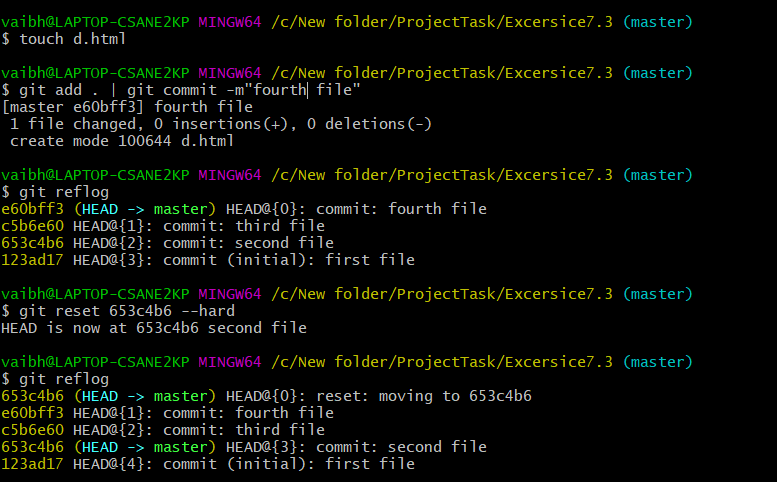 vaibh@LAPTOP-CSANE2KP MINGW64 /c/New folder/ProjectTask/Excersice7.3 (master)
$ touch d.html
vaibh@LAPTOP-CSANE2KP MINGW64 /c/New folder/ProjectTask/Excersice7.3 (master)
$ git add . | git commit -m"fourth file"
[master e60bff3] fourth file
1 file changed, 0 insertions(+), 0 deletions(-)
create mode 100644 d.html
vaibh@LAPTOP-CSANE2KP MINGW64 /c/New folder/ProjectTask/Excersice7.3 (master)
$ git reflog
e60bff3 (HEAD -> master) HEAD@{0}: commit: fourth file
c5b6e60 HEAD@{1}: commit: third file
653c4b6 HEAD@{2}: commit: second file
123ad17 HEAD@{3}: commit (initial): first file
vaibh@LAPTOP-CSANE2KP MINGW64 /c/New folder/ProjectTask/Excersice7.3 (master)
$ git reset 653c4b6 --hard
HEAD is now at 653c4b6 second file
vaibh@LAPTOP-CSANE2KP MINGW64 /c/New folder/ProjectTask/Excersice7.3 (master)
$ git reflog
653c4b6 (HEAD -> master) HEAD@{0}: reset: moving to 653c4b6
e60bff3 HEAD@{1}: commit: fourth file
c5b6e60 HEAD@{2}: commit: third file
653c4b6 (HEAD -> master) HEAD@{3}: commit: second file
123ad17 HEAD@{4}: commit (initial): first file